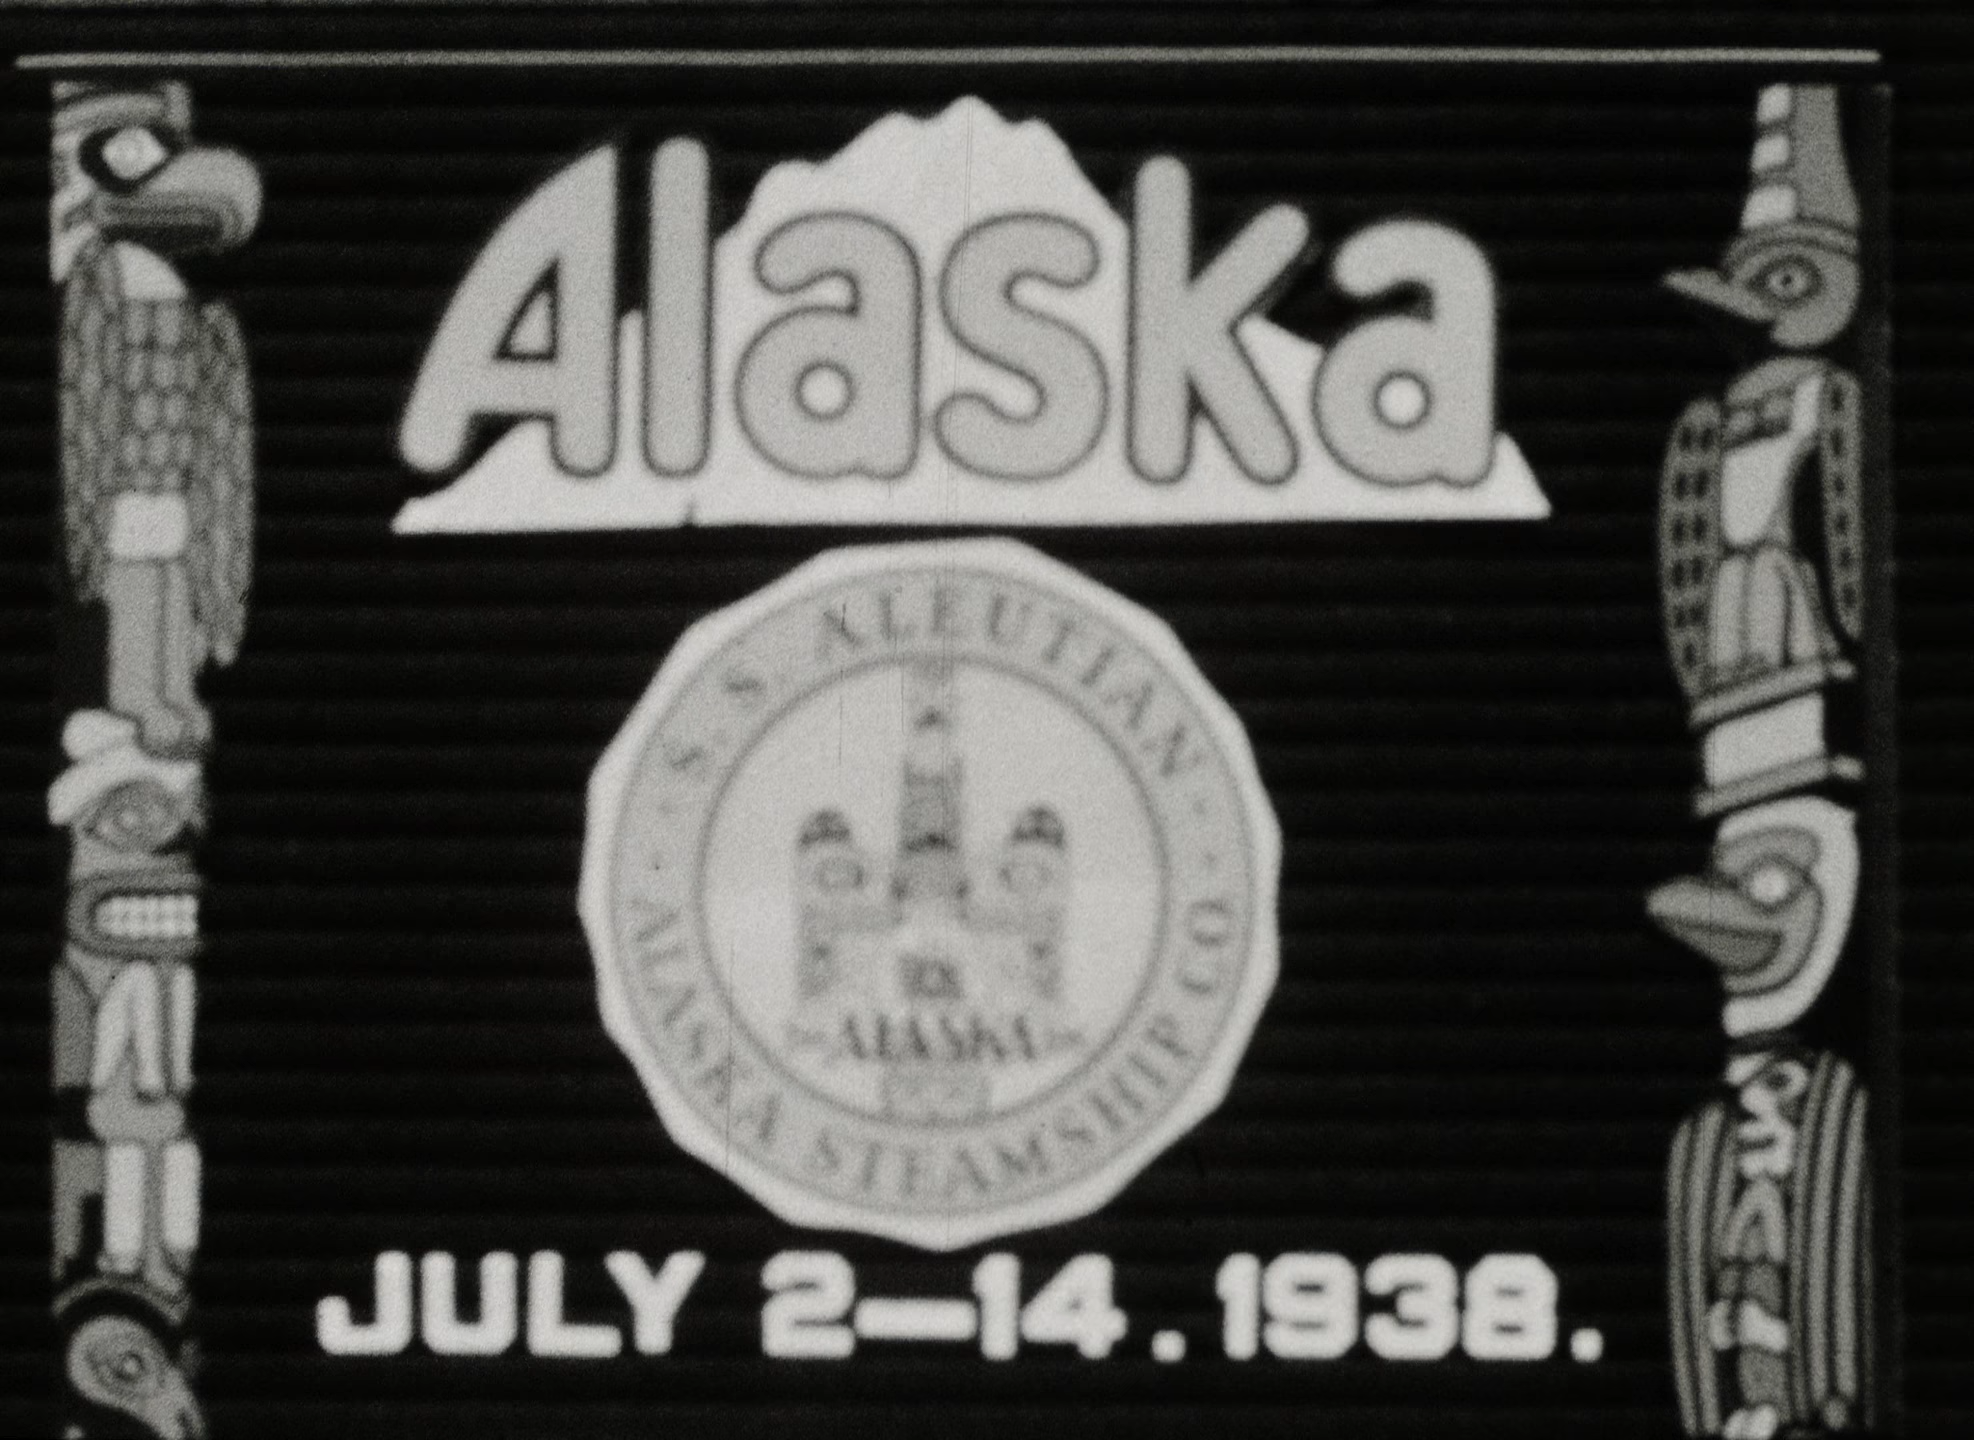 Alaska
S. S. ALEUTIAN
ALASKA
ALASKA STEAMSHIP CO.
JULY 2—14. 1938.